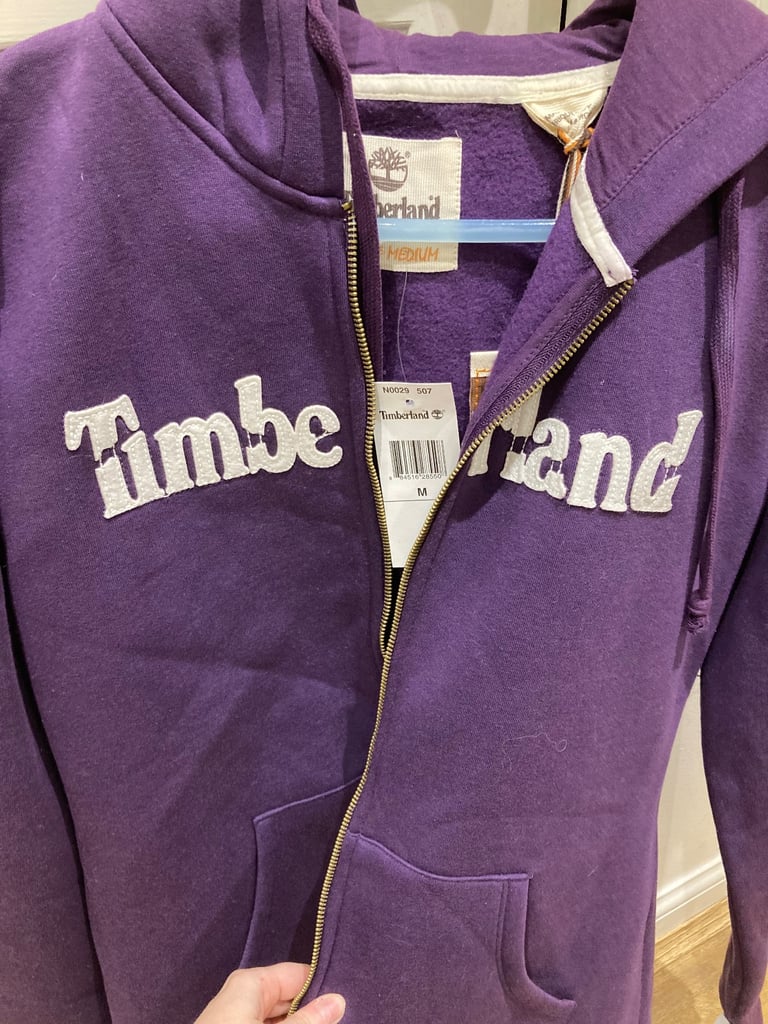 Timberland
MEDIUM
N0029 507
Timberland
M
Timbe
rland